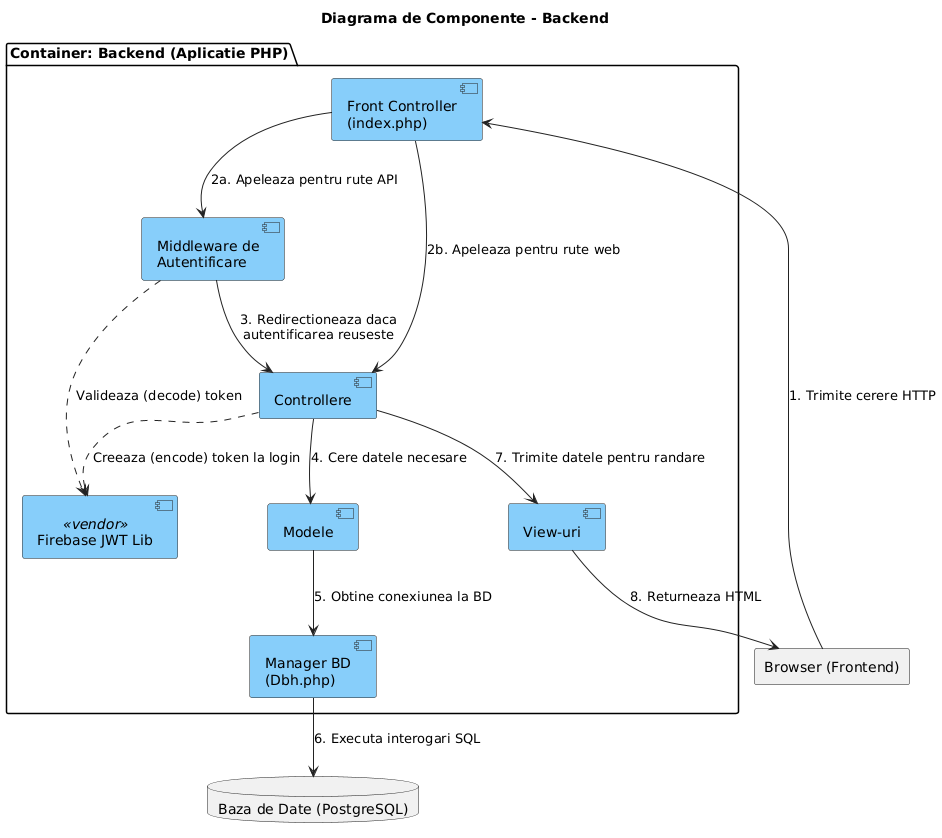 Diagrama de Componente - Backend
Container: Backend (Aplicatie PHP)
Front Controller
(index.php)
2a. Apeleaza pentru rute API
Middleware de
Autentificare
2b. Apeleaza pentru rute web
3. Redirectioneaza daca
autentificarea reuseste
Valideaza (decode) token
Controllere
1. Trimite cerere HTTP
Creeaza (encode) token la login
4. Cere datele necesare
7. Trimite datele pentru randare
«vendor»
Firebase JWT Lib
Modele
View-uri
5. Obtine conexiunea la BD
8. Returneaza HTML
Manager BD
(Dbh.php)
Browser (Frontend)
6. Executa interogari SQL
Baza de Date (PostgreSQL)